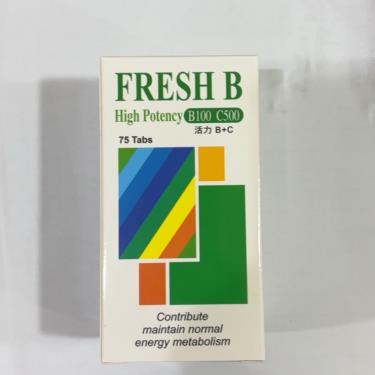 FRESH B
High Potency B100 C500
活力 B+C
75 Tabs
Contribute
maintain normal
energy metabolism